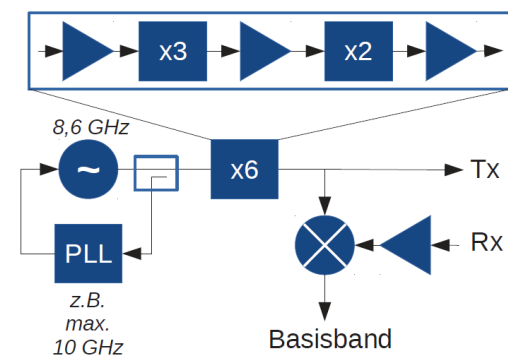 x3
x2
8,6 GHz
~
x6
Tx
PLL
Rx
z.B.
max.
10 GHz
Basisband